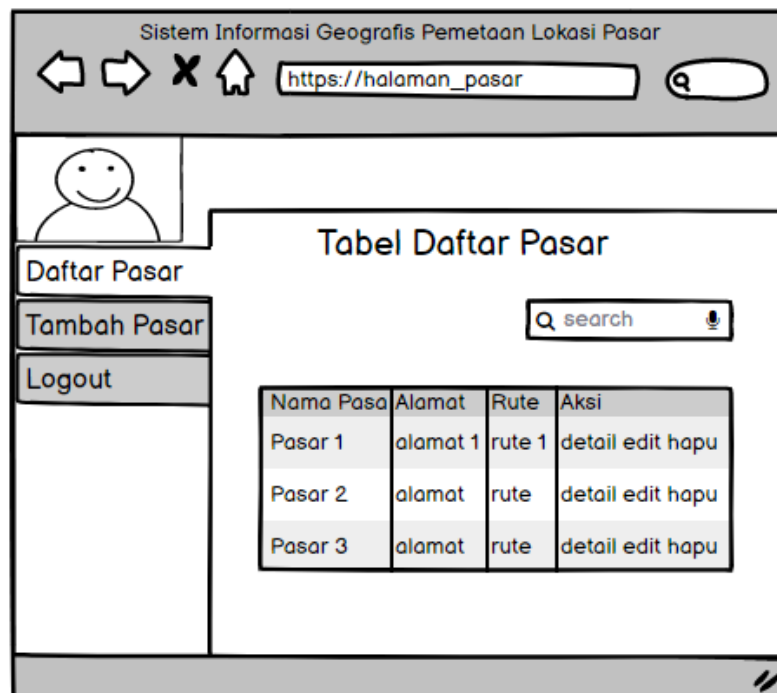 Sistem Informasi Geografis Pemetaan Lokasi Pasar
https://halaman_pasar
Daftar Pasar
Tambah Pasar
Logout
Tabel Daftar Pasar
search
Nama Pasa Alamat Rute Aksi
Pasar 1 alamat 1 rute 1 detail edit hapu
Pasar 2 alamat rute detail edit hapu
Pasar 3 alamat rute detail edit hapu